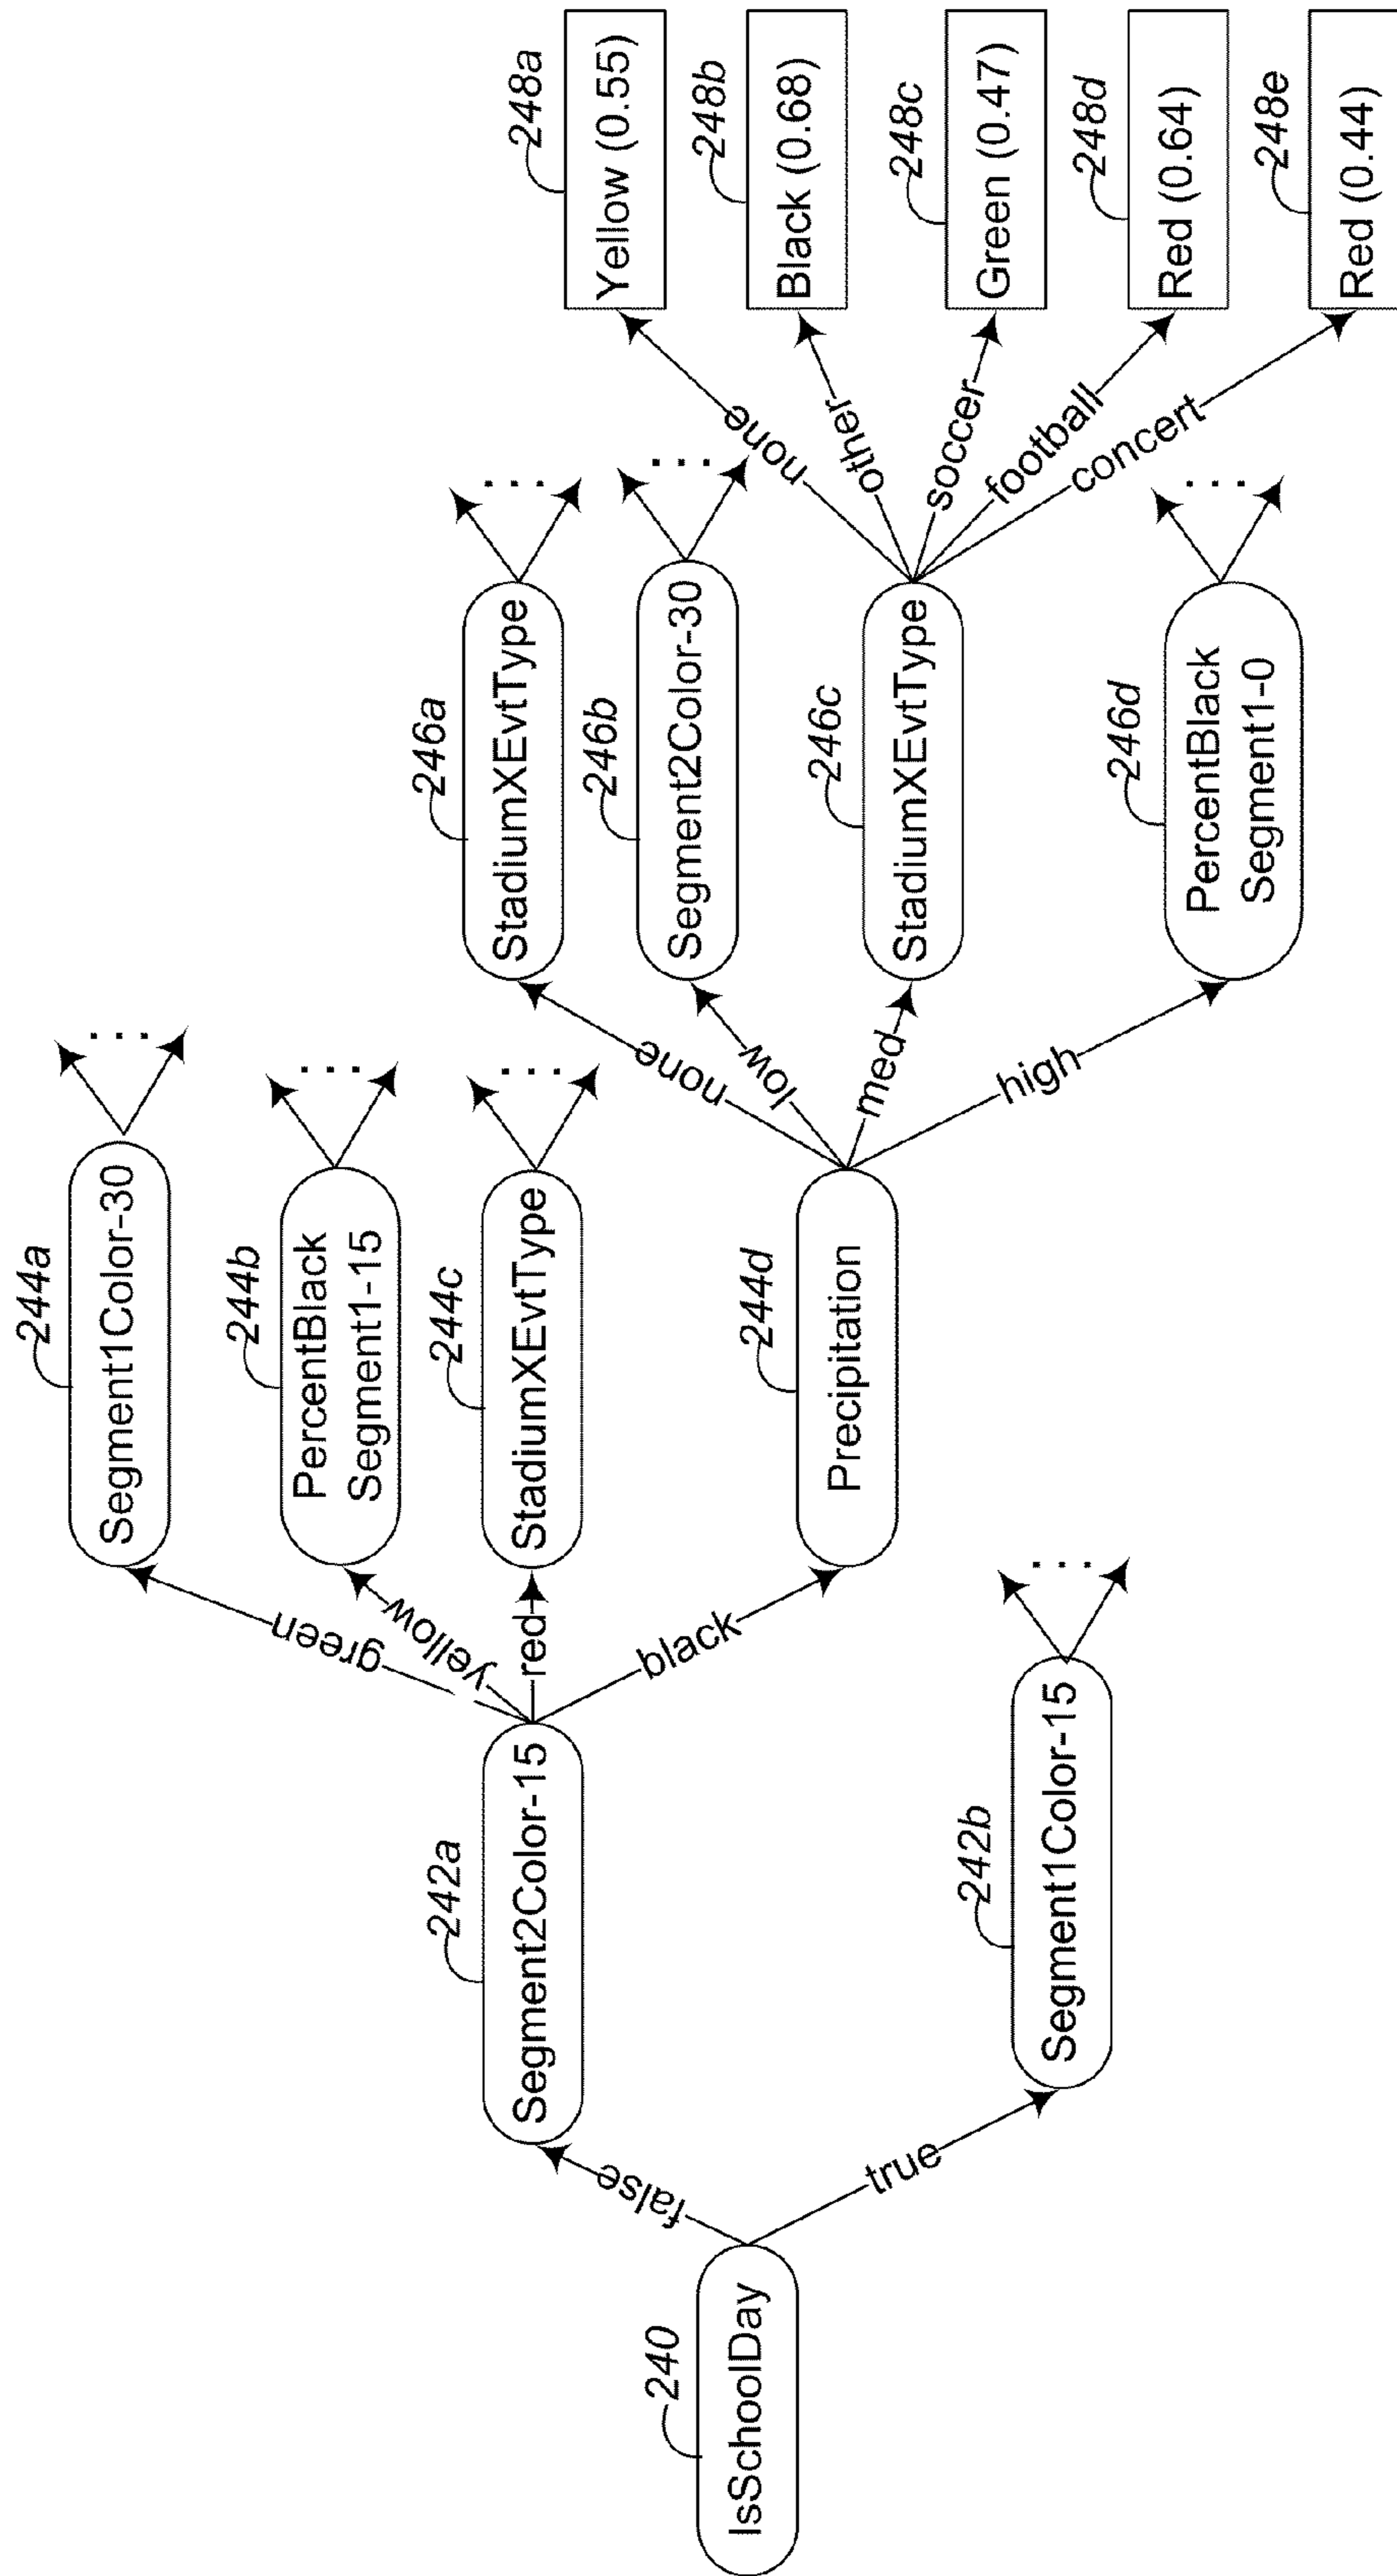 240
IsSchoolDay
false
true
242a
Segment2Color-15
242b
Segment1Color-15
green
yellow
red
black
244a
Segment1Color-30
...
244b
PercentBlack
Segment1-15
...
244c
StadiumXEvtType
...
244d
Precipitation
...
none
low
med
high
246a
StadiumXEvtType
...
246b
Segment2Color-30
...
246c
StadiumXEvtType
246d
PercentBlack
Segment1-0
...
none
other
soccer
football
concert
248a
Yellow (0.55)
248b
Black (0.68)
248c
Green (0.47)
248d
Red (0.64)
248e
Red (0.44)